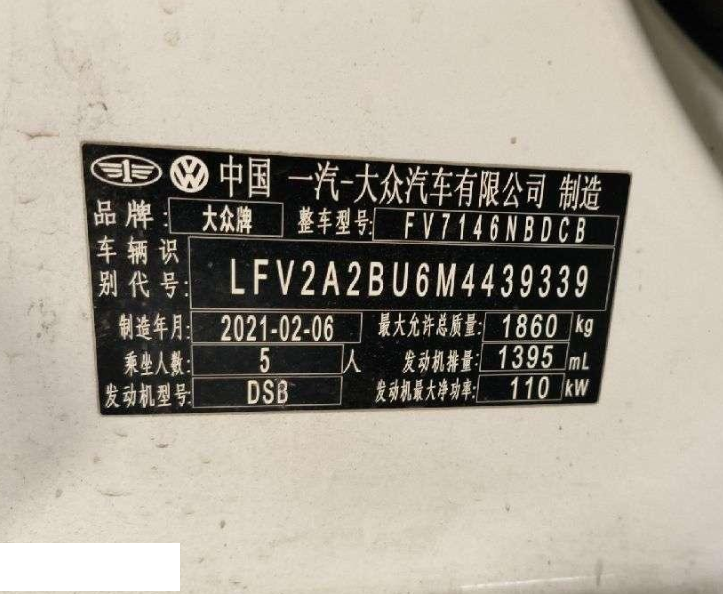 中国 一汽-大众汽车有限公司 制造
品牌: 大众牌 整车型号: FV7146NBDCB
车辆识
别代号: LFV2A2BU6M4439339
制造年月: 2021-02-06 最大允许总质量: 1860 kg
乘坐人数: 5 人 发动机排量: 1395 mL
发动机型号: DSB 发动机最大净功率: 110 kW